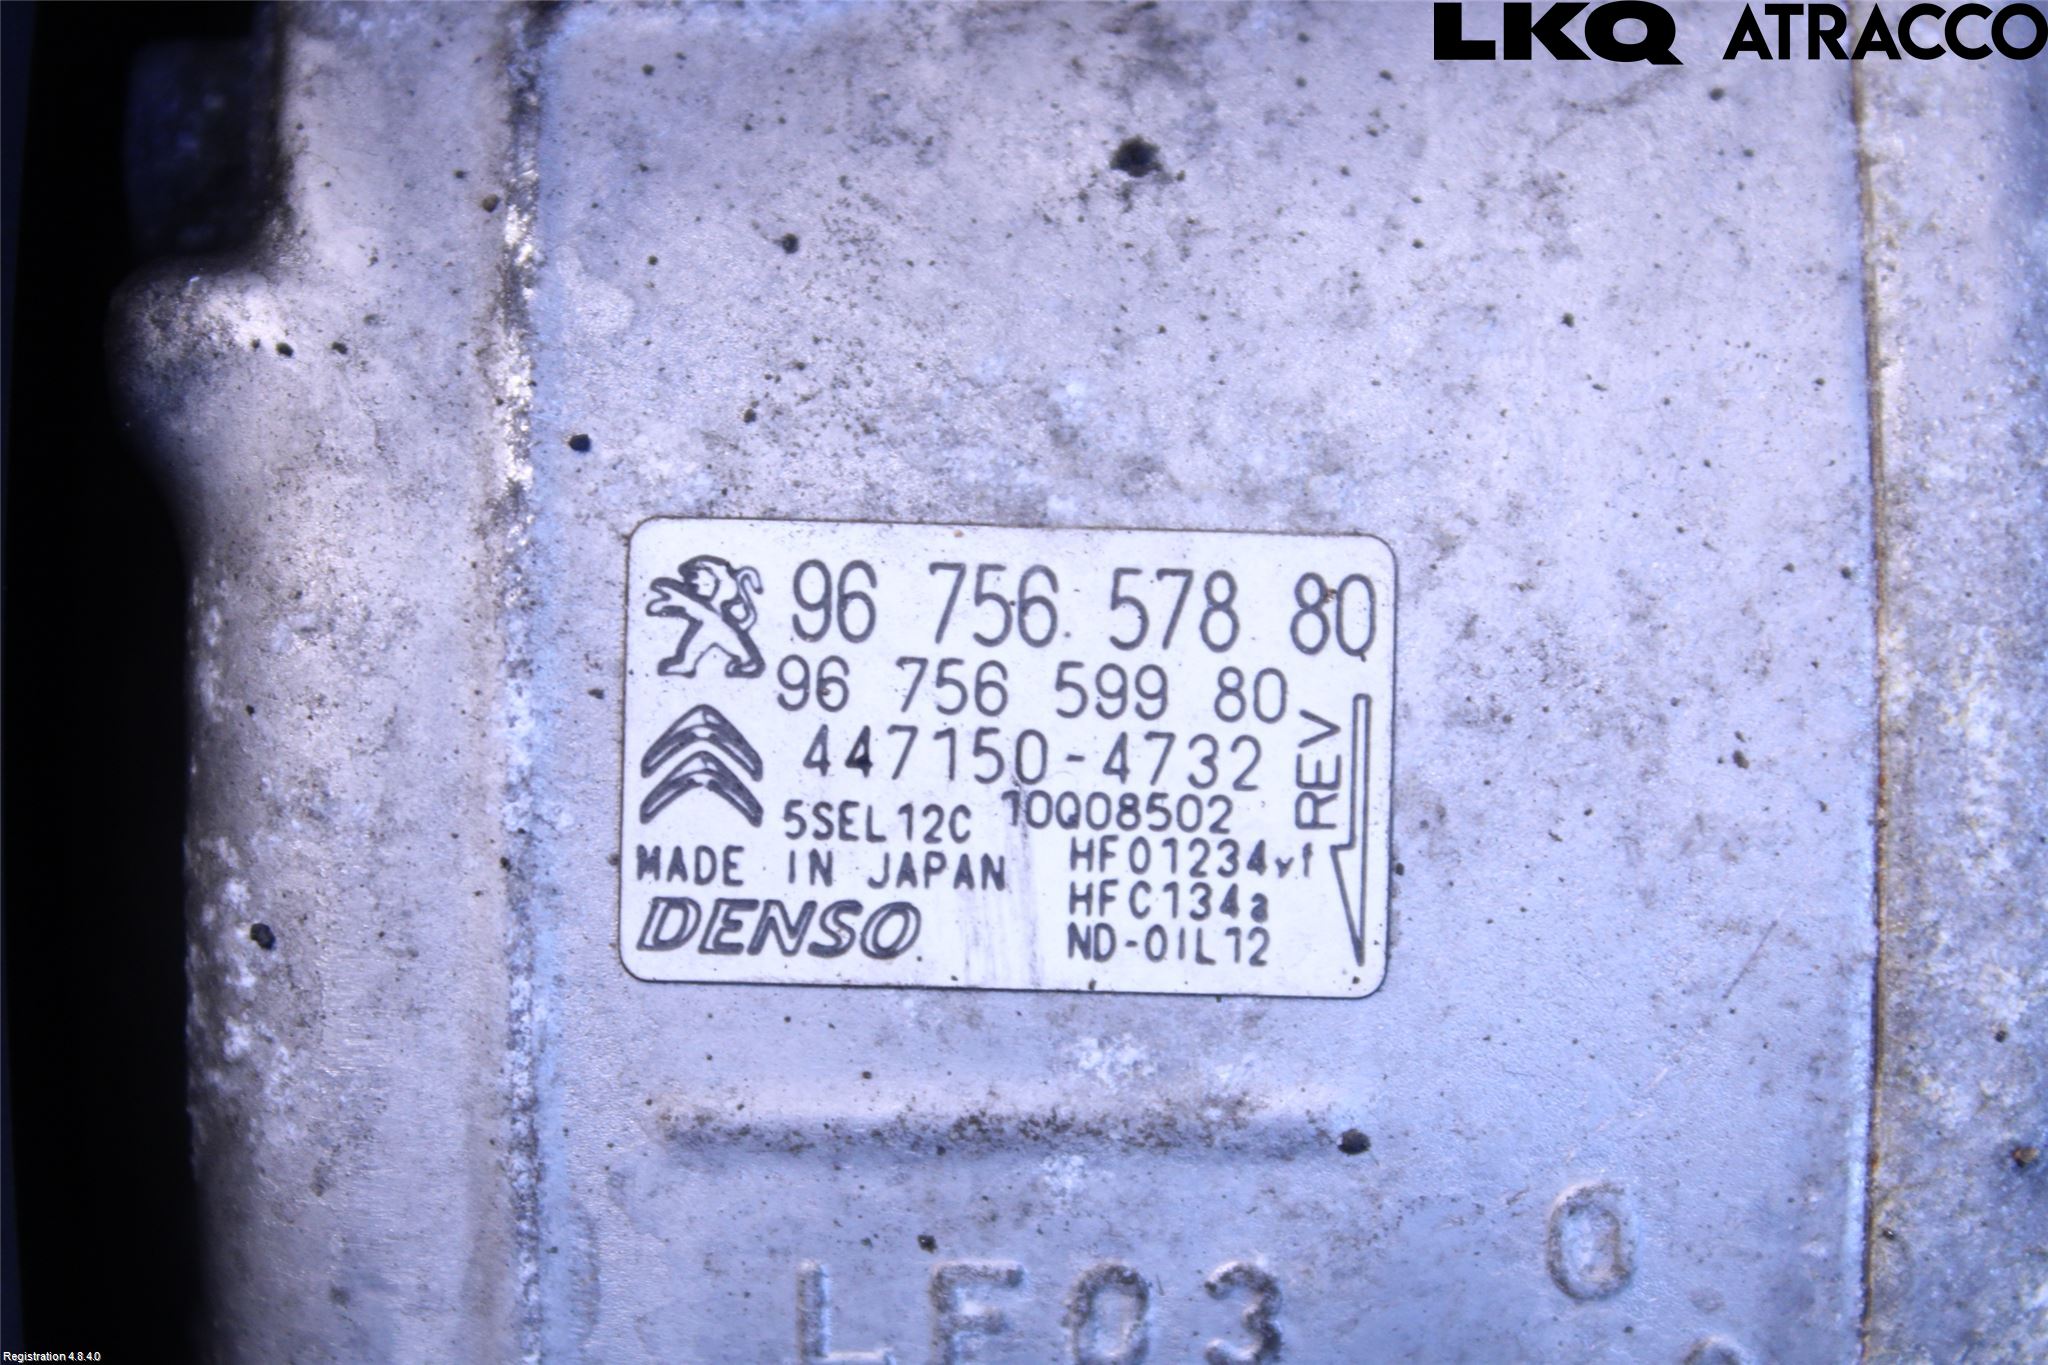 LKQ ATRACCO
96 756 578 80
96 756 599 80
447150-4732
5SEL12C 10Q08502
REV
MADE IN JAPAN
HFO1234yf
HFC134a
DENSO
ND-OIL12
LF03
Registration 4.8.4.0